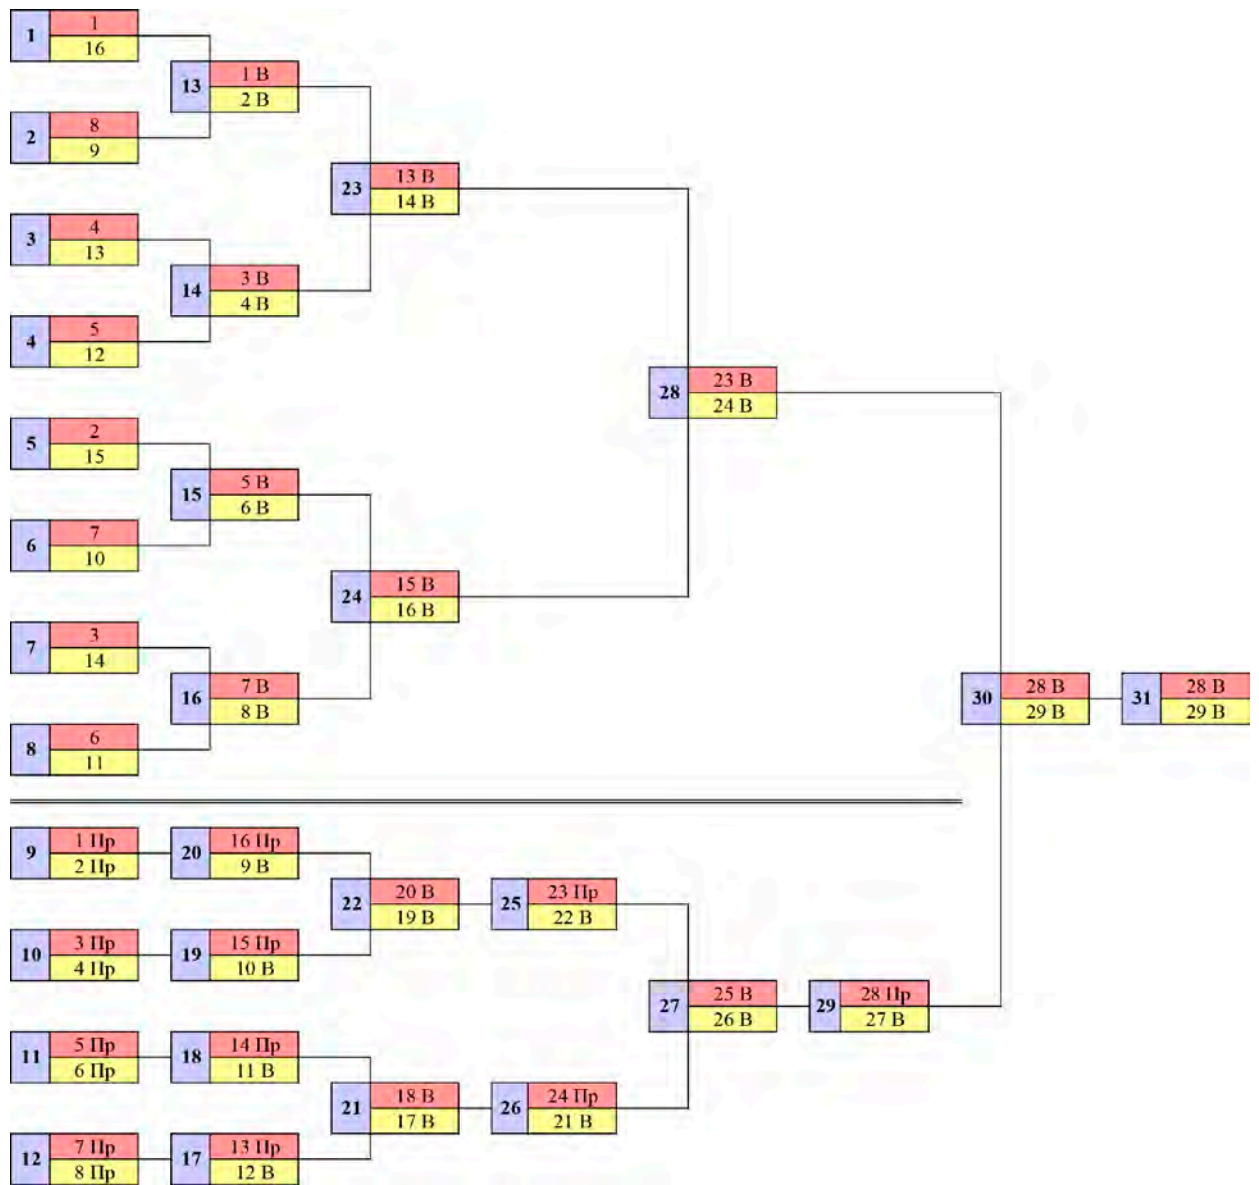 1 1
16
13 1 В
2 В
2 8
9
23 13 В
14 В
3 4
13
14 3 В
4 В
4 5
12
28 23 В
24 В
5 2
15
15 5 В
6 В
6 7
10
24 15 В
16 В
7 3
14
16 7 В
8 В
30 28 В
29 В
31 28 В
29 В
8 6
11
9 1 Пр
2 Пр
20 16 Пр
9 В
22 20 В
19 В
25 23 Пр
22 В
10 3 Пр
4 Пр
19 15 Пр
10 В
27 25 В
26 В
29 28 Пр
27 В
11 5 Пр
6 Пр
18 14 Пр
11 В
21 18 В
17 В
26 24 Пр
21 В
12 7 Пр
8 Пр
17 13 Пр
12 В